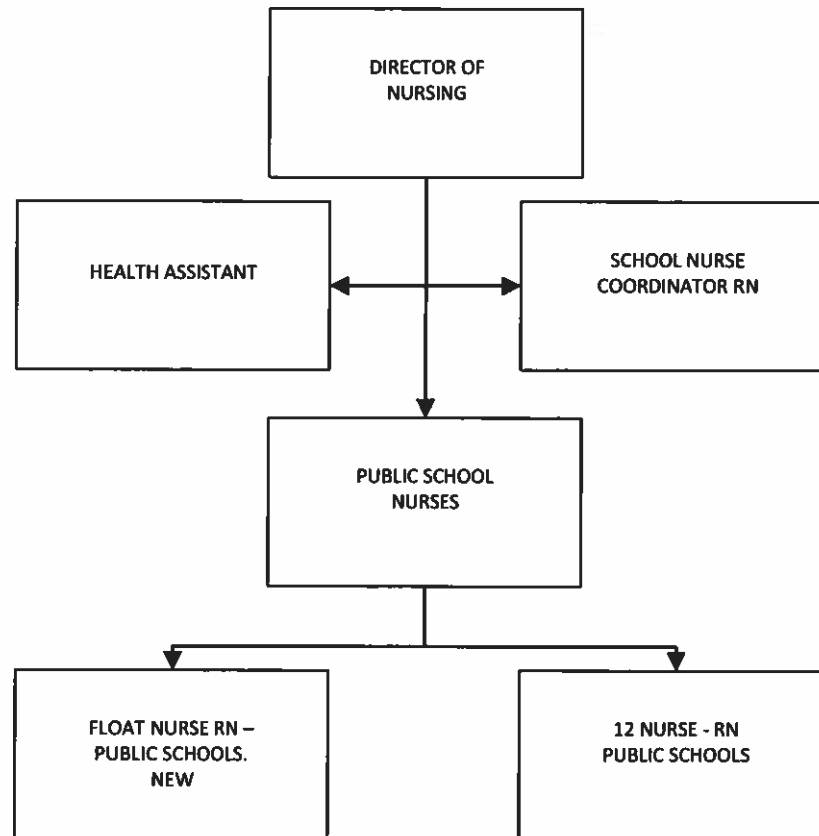 DIRECTOR OF
NURSING
HEALTH ASSISTANT
SCHOOL NURSE
COORDINATOR RN
PUBLIC SCHOOL
NURSES
FLOAT NURSE RN –
PUBLIC SCHOOLS.
NEW
12 NURSE - RN
PUBLIC SCHOOLS